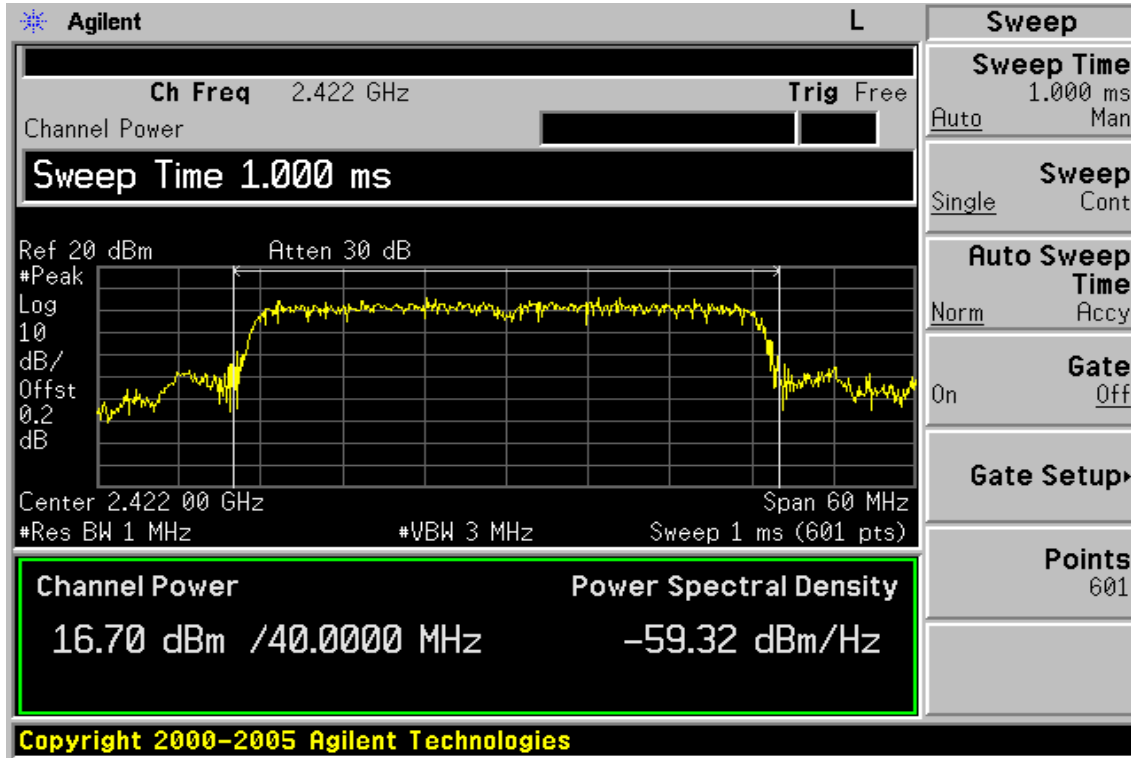 Agilent L
Sweep
Ch Freq 2.422 GHz Trig Free
Channel Power
Sweep Time 1.000 ms
Ref 20 dBm Atten 30 dB
#Peak
Log
10
dB/
Offst
0.2
dB
Center 2.422 00 GHz Span 60 MHz
#Res BW 1 MHz #VBW 3 MHz Sweep 1 ms (601 pts)
Channel Power Power Spectral Density
16.70 dBm /40.0000 MHz -59.32 dBm/Hz
Sweep Time
1.000 ms
Auto Man
Sweep
Single Cont
Auto Sweep
Time
Norm Accy
Gate
On Off
Gate Setup▸
Points
601
Copyright 2000-2005 Agilent Technologies